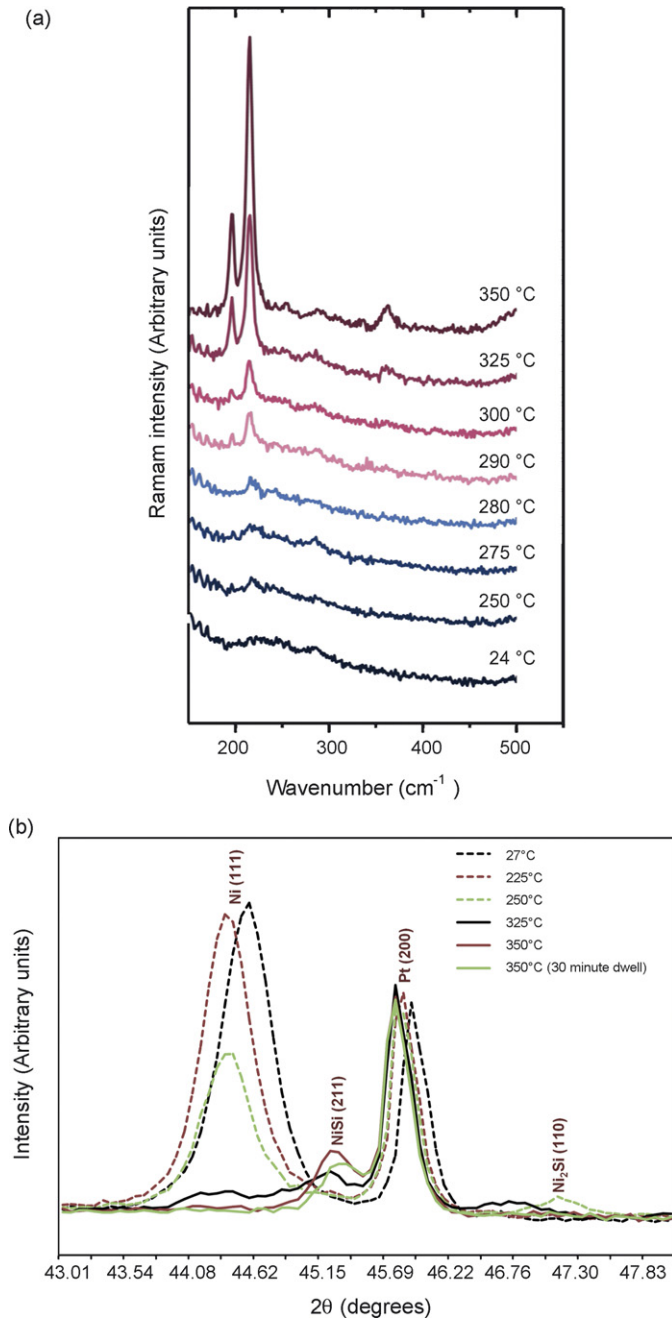 (a)
Ramam intensity (Arbitrary units)
350 °C
325 °C
300 °C
290 °C
280 °C
275 °C
250 °C
24 °C
200 300 400 500
Wavenumber (cm⁻¹)
(b)
Intensity (Arbitrary units)
Ni (111)
NiSi (211)
Pt (200)
Ni₂Si (110)
27°C
225°C
250°C
325°C
350°C
350°C (30 minute dwell)
43.01 43.54 44.08 44.62 45.15 45.69 46.22 46.76 47.30 47.83
2θ (degrees)